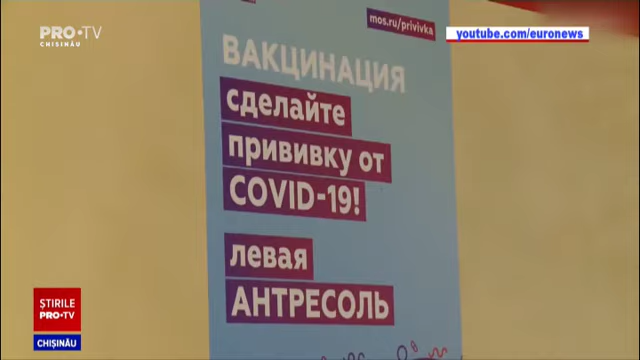 PRO•TV
CHIȘINĂU
mos.ru/privivka
youtube.com/euronews
ВАКЦИНАЦИЯ
сделайте
прививку от
COVID-19!
левая
АНТРЕСОЛЬ
ȘTIRILE
PRO•TV
CHIȘINĂU